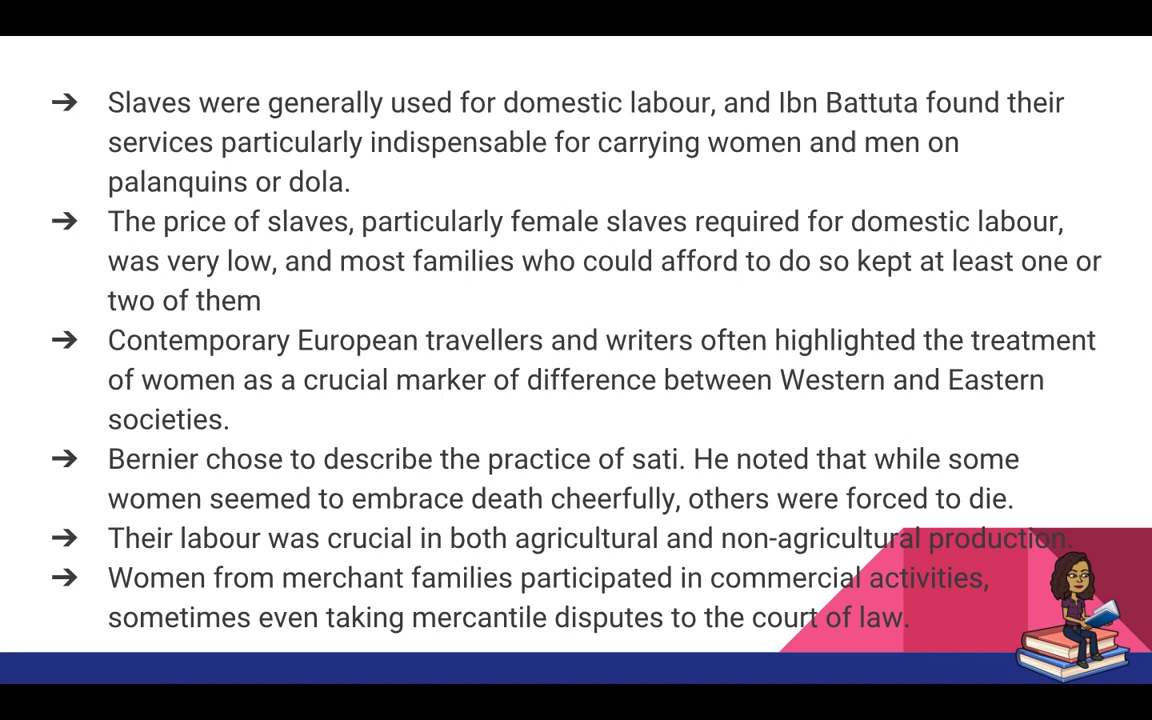 ➔ Slaves were generally used for domestic labour, and Ibn Battuta found their
services particularly indispensable for carrying women and men on
palanquins or dola.
➔ The price of slaves, particularly female slaves required for domestic labour,
was very low, and most families who could afford to do so kept at least one or
two of them
➔ Contemporary European travellers and writers often highlighted the treatment
of women as a crucial marker of difference between Western and Eastern
societies.
➔ Bernier chose to describe the practice of sati. He noted that while some
women seemed to embrace death cheerfully, others were forced to die.
➔ Their labour was crucial in both agricultural and non-agricultural production.
➔ Women from merchant families participated in commercial activities,
sometimes even taking mercantile disputes to the court of law.